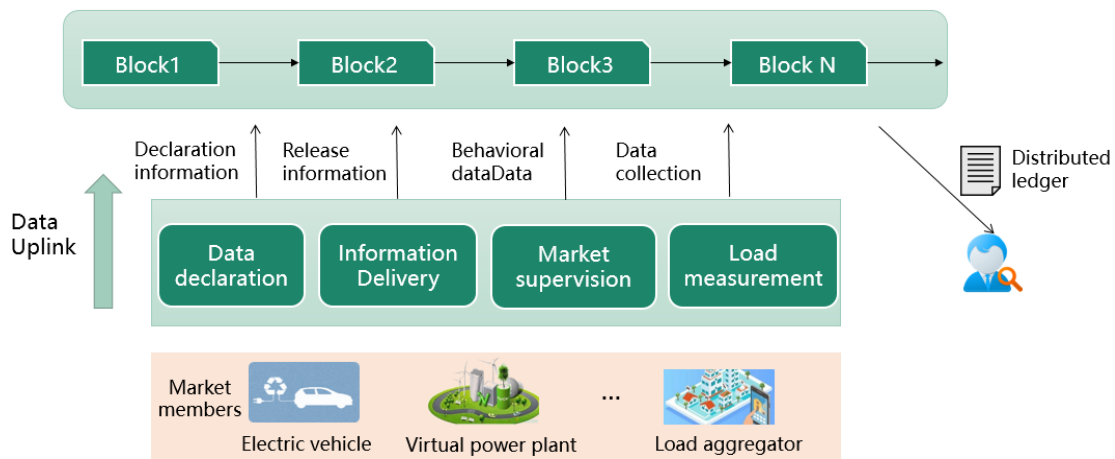 Block1
Block2
Block3
Block N
Declaration
information
Release
information
Behavioral
dataData
Data
collection
Distributed
ledger
Data
Uplink
Data
declaration
Information
Delivery
Market
supervision
Load
measurement
Market
members
...
Electric vehicle
Virtual power plant
Load aggregator